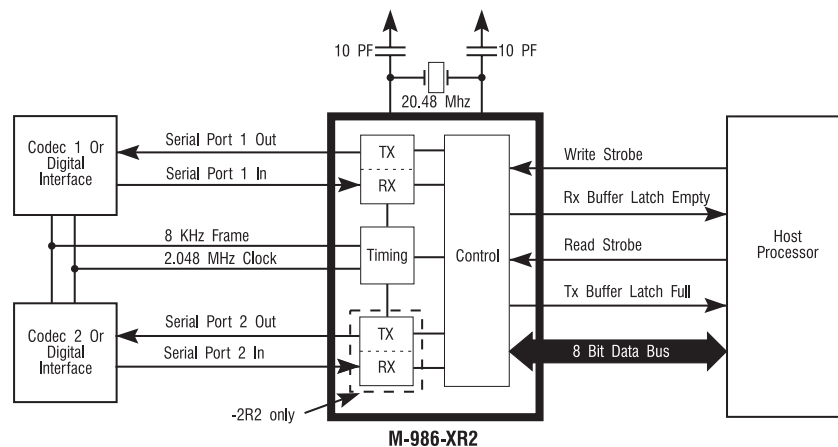 10 PF
10 PF
20.48 Mhz
Codec 1 Or
Digital
Interface
Serial Port 1 Out
Serial Port 1 In
TX
RX
8 KHz Frame
2.048 MHz Clock
Timing
Control
Codec 2 Or
Digital
Interface
Serial Port 2 Out
Serial Port 2 In
TX
RX
-2R2 only
Write Strobe
Rx Buffer Latch Empty
Read Strobe
Tx Buffer Latch Full
8 Bit Data Bus
Host
Processor
M-986-XR2